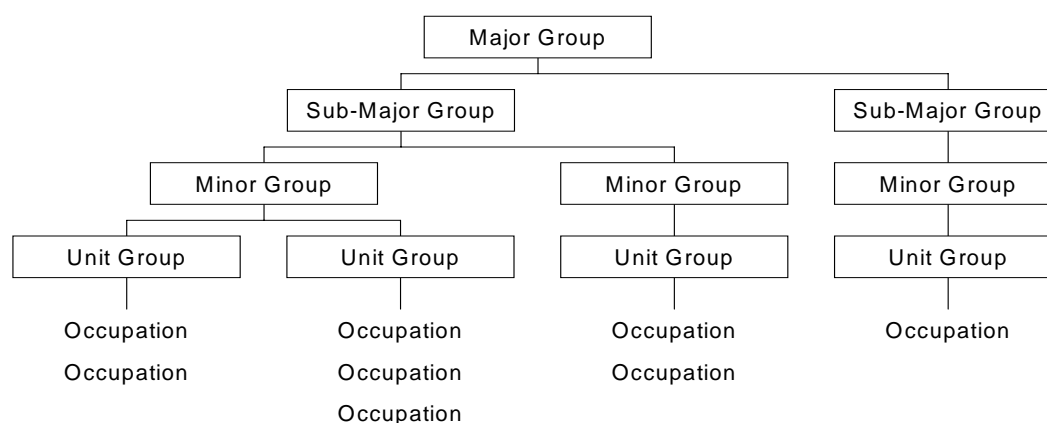 Major Group
Sub-Major Group Sub-Major Group
Minor Group Minor Group Minor Group
Unit Group Unit Group Unit Group Unit Group
Occupation Occupation Occupation Occupation
Occupation Occupation Occupation
Occupation